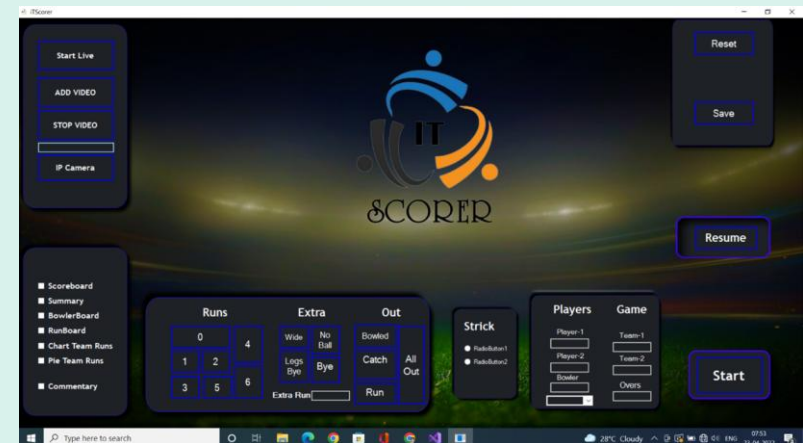 ITScorer
Start Live
ADD VIDEO
STOP VIDEO
IP Camera
Reset
Save
IT
SCORER
Resume
Scoreboard
Summary
BowlerBoard
RunBoard
Chart Team Runs
Pie Team Runs
Commentary
Runs
0
4
1
2
3
5
6
Extra
Wide
No Ball
Legs Bye
Bye
Extra Run
Out
Bowled
Catch
Run
All Out
Strick
RadioButton1
RadioButton2
Players
Player-1
Player-2
Bowler
Game
Team-1
Team-2
Overs
Start
Type here to search
28°C Cloudy
ENG
07:53
22-04-2023